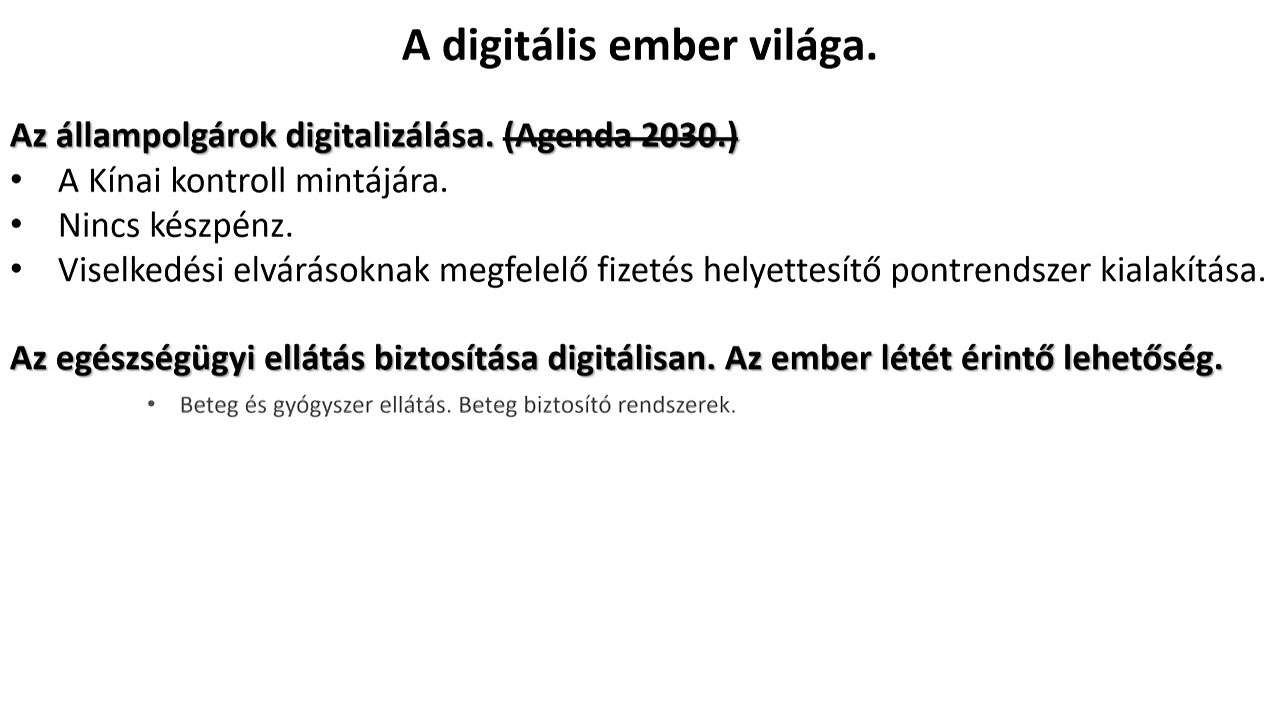 A digitális ember világa.
Az állampolgárok digitalizálása. (Agenda 2030.)
• A Kínai kontroll mintájára.
• Nincs készpénz.
• Viselkedési elvárásoknak megfelelő fizetés helyettesítő pontrendszer kialakítása.
Az egészségügyi ellátás biztosítása digitálisan. Az ember létét érintő lehetőség.
• Beteg és gyógyszer ellátás. Beteg biztosító rendszerek.